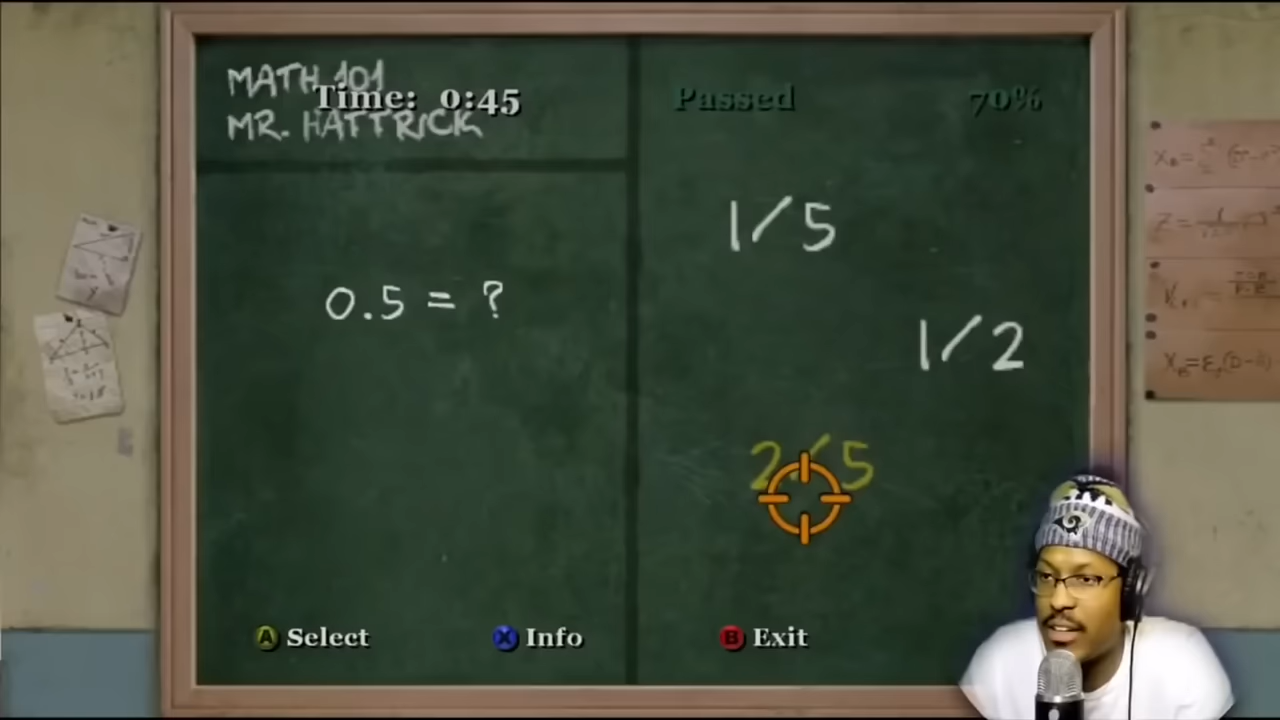 MATH 101
Time: 0:45
MR. HATTRICK
Passed 70%
1/5
0.5 = ?
1/2
2/5
A Select
X Info
B Exit